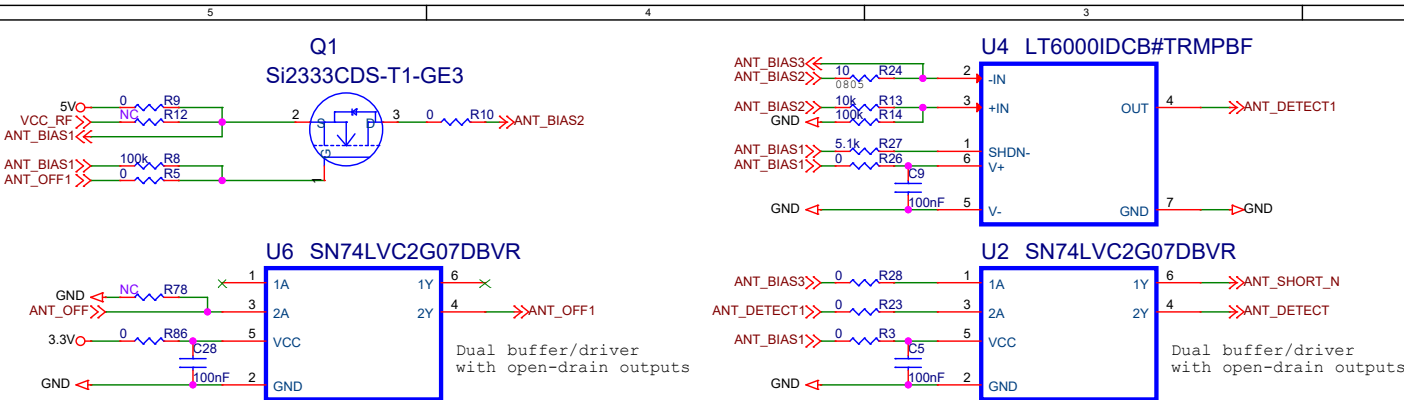 5 4 3
Q1
Si2333CDS-T1-GE3
5V 0 R9
VCC_RF NC R12
ANT_BIAS1
2 S D 3 0 R10 ANT_BIAS2
G
1
ANT_BIAS1 100k R8
ANT_OFF1 0 R5
U4 LT6000IDCB#TRMPBF
ANT_BIAS3
ANT_BIAS2 10 R24 2 -IN
0805
ANT_BIAS2 10k R13 3 +IN OUT 4 ANT_DETECT1
GND 100k R14
ANT_BIAS1 5.1k R27 1 SHDN-
ANT_BIAS1 0 R26 6 V+
C9
100nF
GND 5 V- GND 7 GND
U6 SN74LVC2G07DBVR
1 1A 1Y 6
GND NC R78
ANT_OFF 3 2A 2Y 4 ANT_OFF1
3.3V 0 R86 5 VCC
C28
100nF
GND 2 GND
Dual buffer/driver
with open-drain outputs
U2 SN74LVC2G07DBVR
ANT_BIAS3 0 R28 1 1A 1Y 6 ANT_SHORT_N
ANT_DETECT1 0 R23 3 2A 2Y 4 ANT_DETECT
ANT_BIAS1 0 R3 5 VCC
C5
100nF
GND 2 GND
Dual buffer/driver
with open-drain outputs